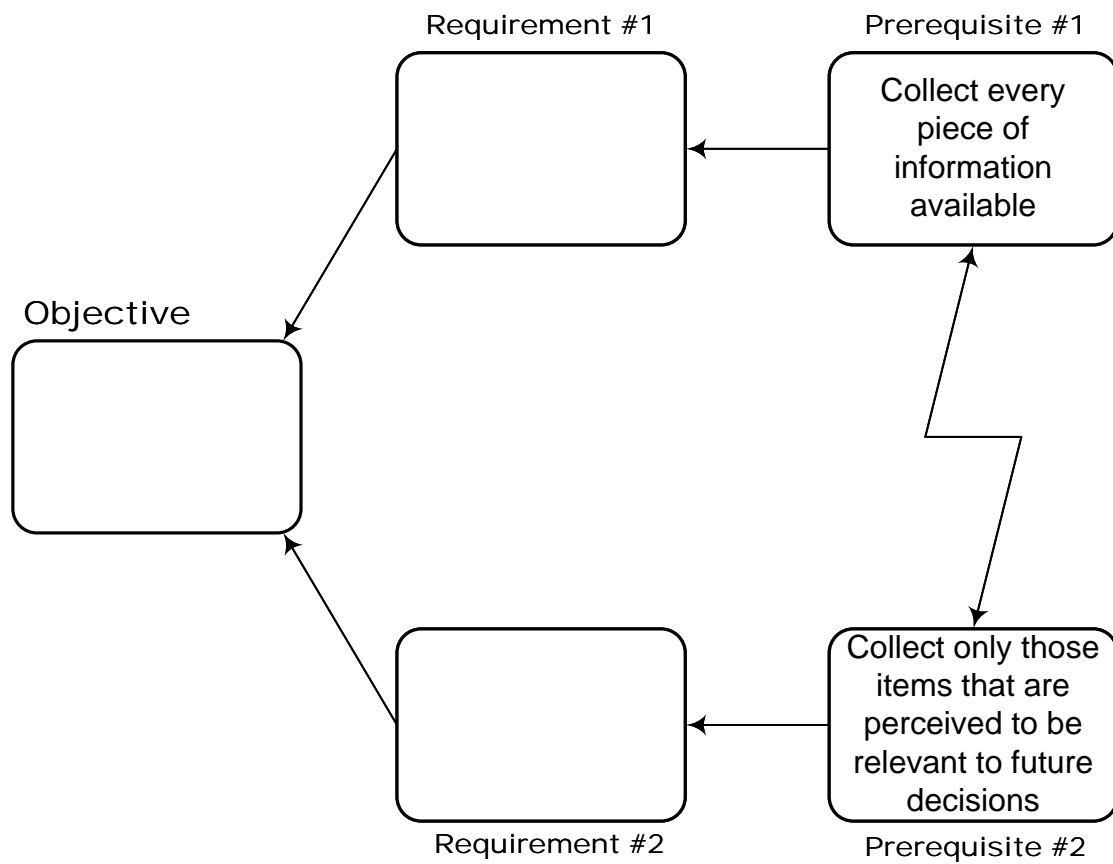 Requirement #1
Prerequisite #1
Collect every
piece of
information
available
Objective
Collect only those
items that are
perceived to be
relevant to future
decisions
Requirement #2
Prerequisite #2